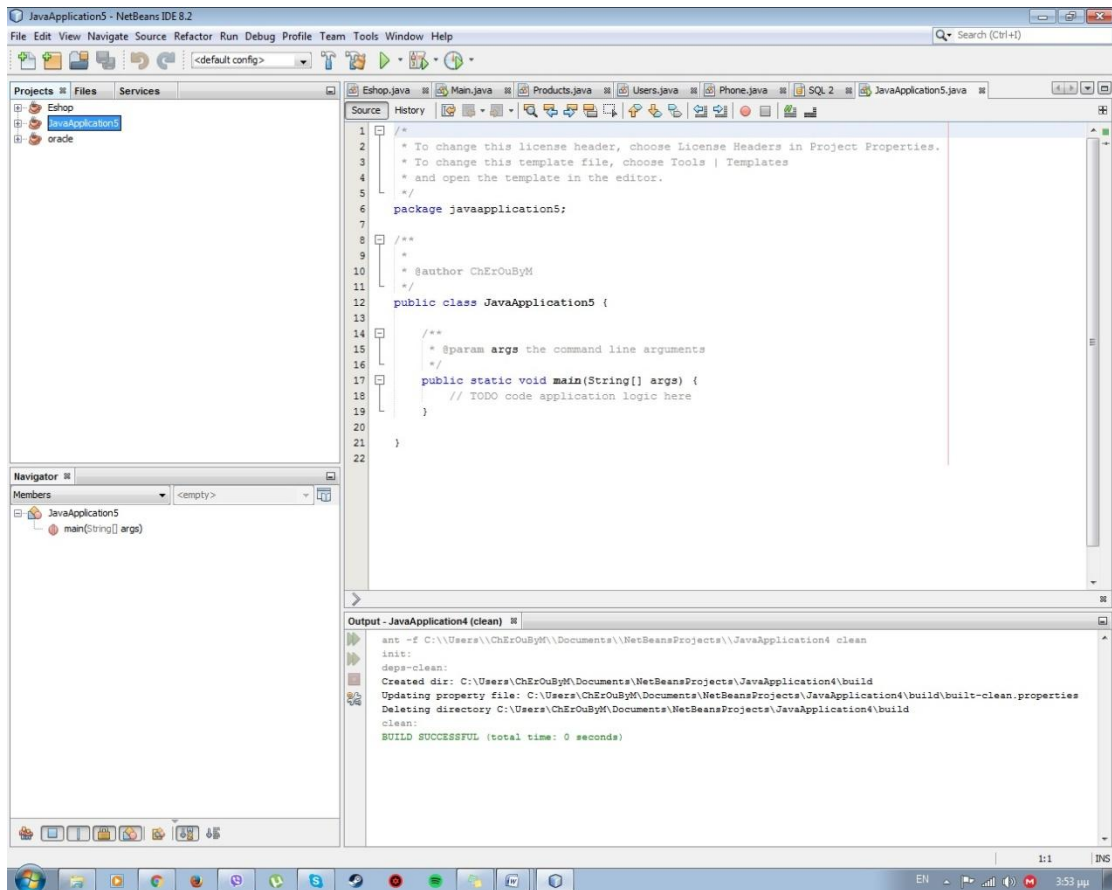 JavaApplication5 - NetBeans IDE 8.2
File Edit View Navigate Source Refactor Run Debug Profile Team Tools Window Help
Search (Ctrl+I)
<default config>
Projects Files Services
Eshop
JavaApplication5
oracle
Eshop.java Main.java Products.java Users.java Phone.java SQL 2 JavaApplication5.java
Source History
1 /*
2 * To change this license header, choose License Headers in Project Properties.
3 * To change this template file, choose Tools | Templates
4 * and open the template in the editor.
5 */
6 package javaapplication5;
7
8 /**
9 *
10 * @author ChErOuByM
11 */
12 public class JavaApplication5 {
13
14 /**
15 * @param args the command line arguments
16 */
17 public static void main(String[] args) {
18 // TODO code application logic here
19 }
20
21 }
22
Navigator
Members <empty>
JavaApplication5
main(String[] args)
Output - JavaApplication4 (clean)
ant -f C:\\Users\\ChErOuByM\\Documents\\NetBeansProjects\\JavaApplication4 clean
init:
deps-clean:
Created dir: C:\Users\ChErOuByM\Documents\NetBeansProjects\JavaApplication4\build
Updating property file: C:\Users\ChErOuByM\Documents\NetBeansProjects\JavaApplication4\build\built-clean.properties
Deleting directory C:\Users\ChErOuByM\Documents\NetBeansProjects\JavaApplication4\build
clean:
BUILD SUCCESSFUL (total time: 0 seconds)
1:1 INS
EN 3:53 μμ